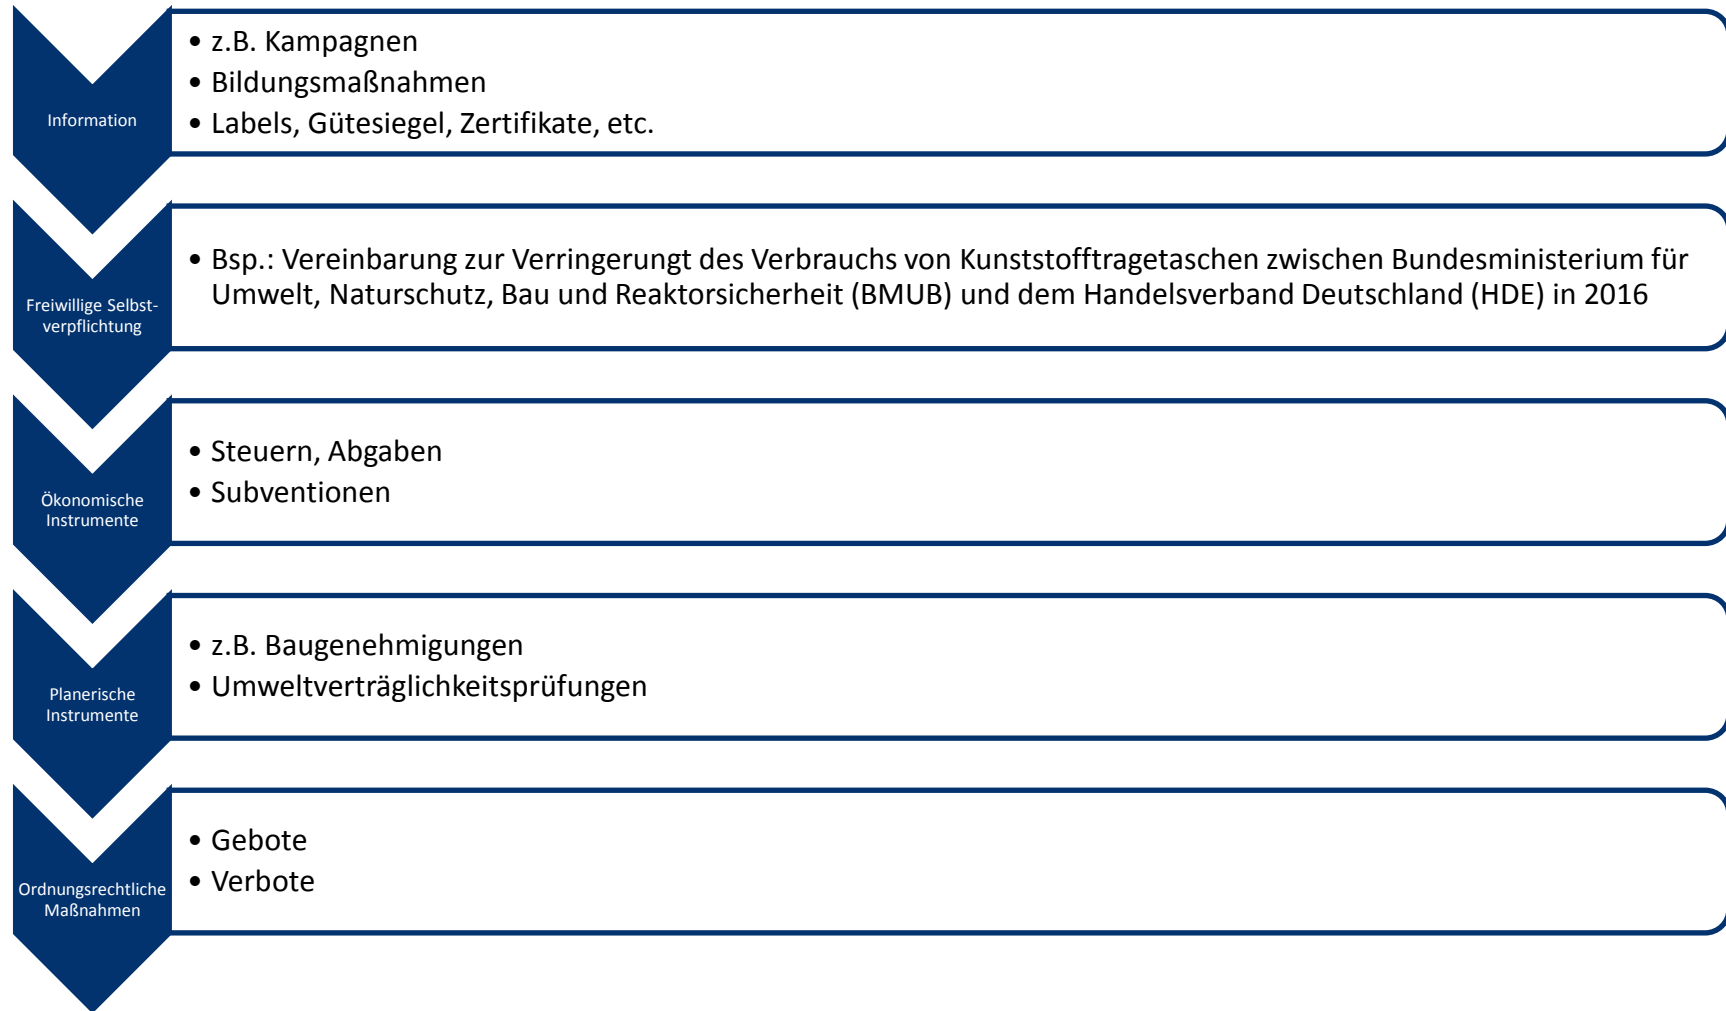 Information
• z.B. Kampagnen
• Bildungsmaßnahmen
• Labels, Gütesiegel, Zertifikate, etc.
Freiwillige Selbst-
verpflichtung
• Bsp.: Vereinbarung zur Verringerungt des Verbrauchs von Kunststofftragetaschen zwischen Bundesministerium für
Umwelt, Naturschutz, Bau und Reaktorsicherheit (BMUB) und dem Handelsverband Deutschland (HDE) in 2016
Ökonomische
Instrumente
• Steuern, Abgaben
• Subventionen
Planerische
Instrumente
• z.B. Baugenehmigungen
• Umweltverträglichkeitsprüfungen
Ordnungsrechtliche
Maßnahmen
• Gebote
• Verbote